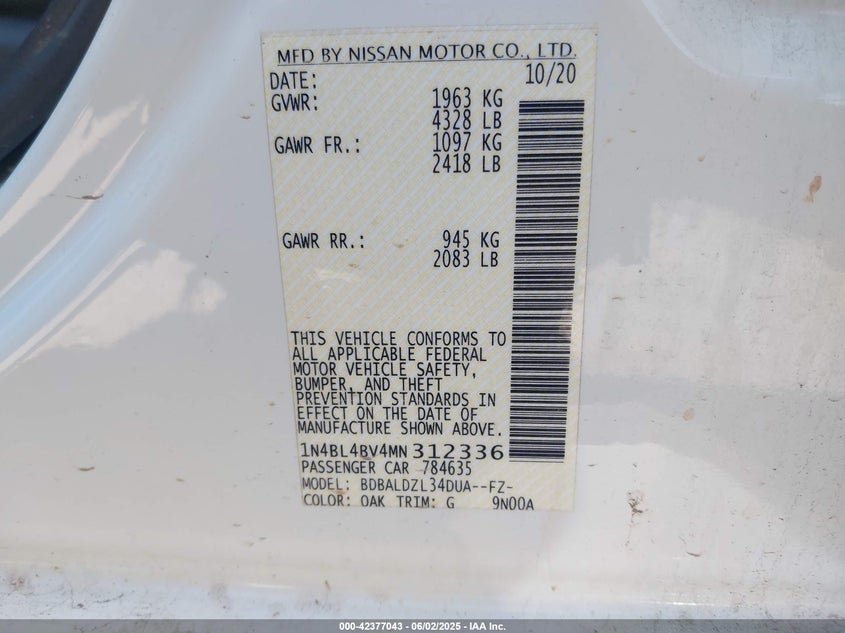 MFD BY NISSAN MOTOR CO., LTD.
DATE: 10/20
GVWR: 1963 KG
4328 LB
GAWR FR.: 1097 KG
2418 LB
GAWR RR.: 945 KG
2083 LB
THIS VEHICLE CONFORMS TO
ALL APPLICABLE FEDERAL
MOTOR VEHICLE SAFETY,
BUMPER, AND THEFT
PREVENTION STANDARDS IN
EFFECT ON THE DATE OF
MANUFACTURE SHOWN ABOVE.
1N4BL4BV4MN312336
PASSENGER CAR 784635
MODEL: BDBALDZL34DUA--FZ-
COLOR: QAK TRIM: G 9N00A
000-42377043 - 06/02/2025 - IAA Inc.